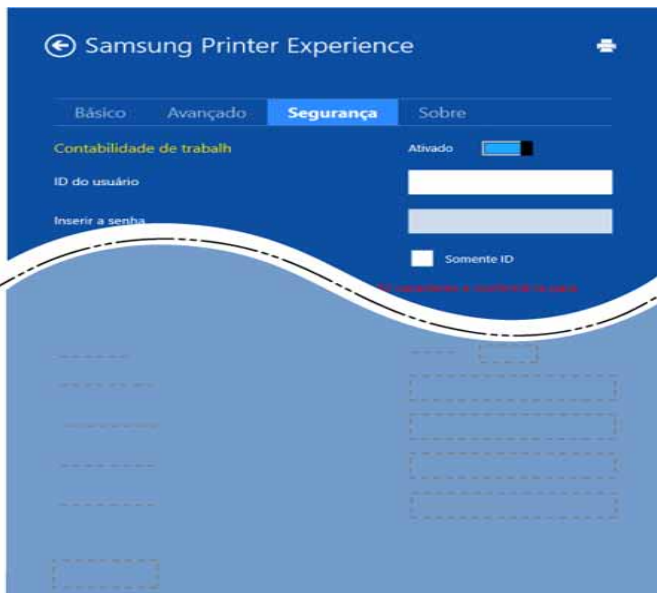 Samsung Printer Experience
Básico Avançado Segurança Sobre
Contabilidade de trabalh Ativado
ID do usuário
Inserir a senha
Somente ID